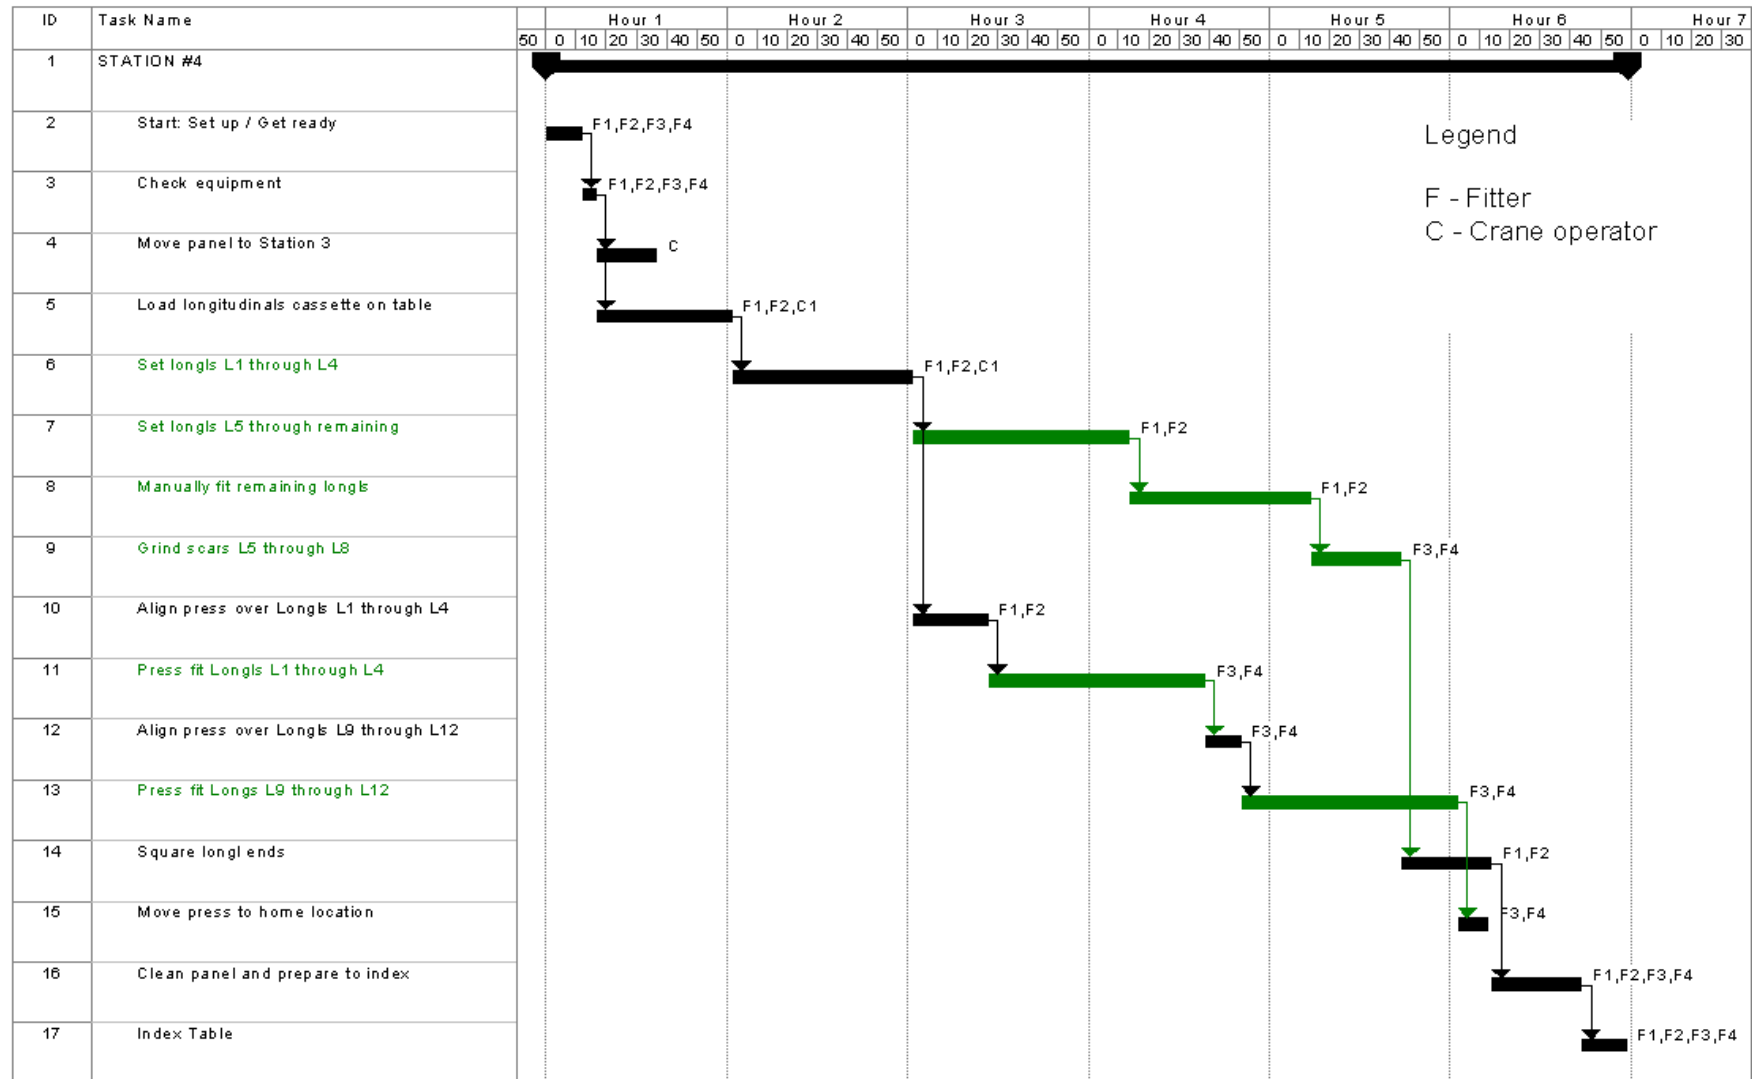 ID Task Name Hour 1 Hour 2 Hour 3 Hour 4 Hour 5 Hour 6 Hour 7
50 0 10 20 30 40 50 0 10 20 30 40 50 0 10 20 30 40 50 0 10 20 30 40 50 0 10 20 30 40 50 0 10 20 30 40 50 0 10 20 30
1 STATION #4
2 Start: Set up / Get ready F1,F2,F3,F4
Legend
3 Check equipment F1,F2,F3,F4
F - Fitter
C - Crane operator
4 Move panel to Station 3 C
5 Load longitudinals cassette on table F1,F2,C1
6 Set longls L1 through L4 F1,F2,C1
7 Set longls L5 through remaining F1,F2
8 Manually fit remaining longls F1,F2
9 Grind scars L5 through L8 F3,F4
10 Align press over Longls L1 through L4 F1,F2
11 Press fit Longls L1 through L4 F3,F4
12 Align press over Longls L9 through L12 F3,F4
13 Press fit Longs L9 through L12 F3,F4
14 Square longl ends F1,F2
15 Move press to home location F3,F4
16 Clean panel and prepare to index F1,F2,F3,F4
17 Index Table F1,F2,F3,F4